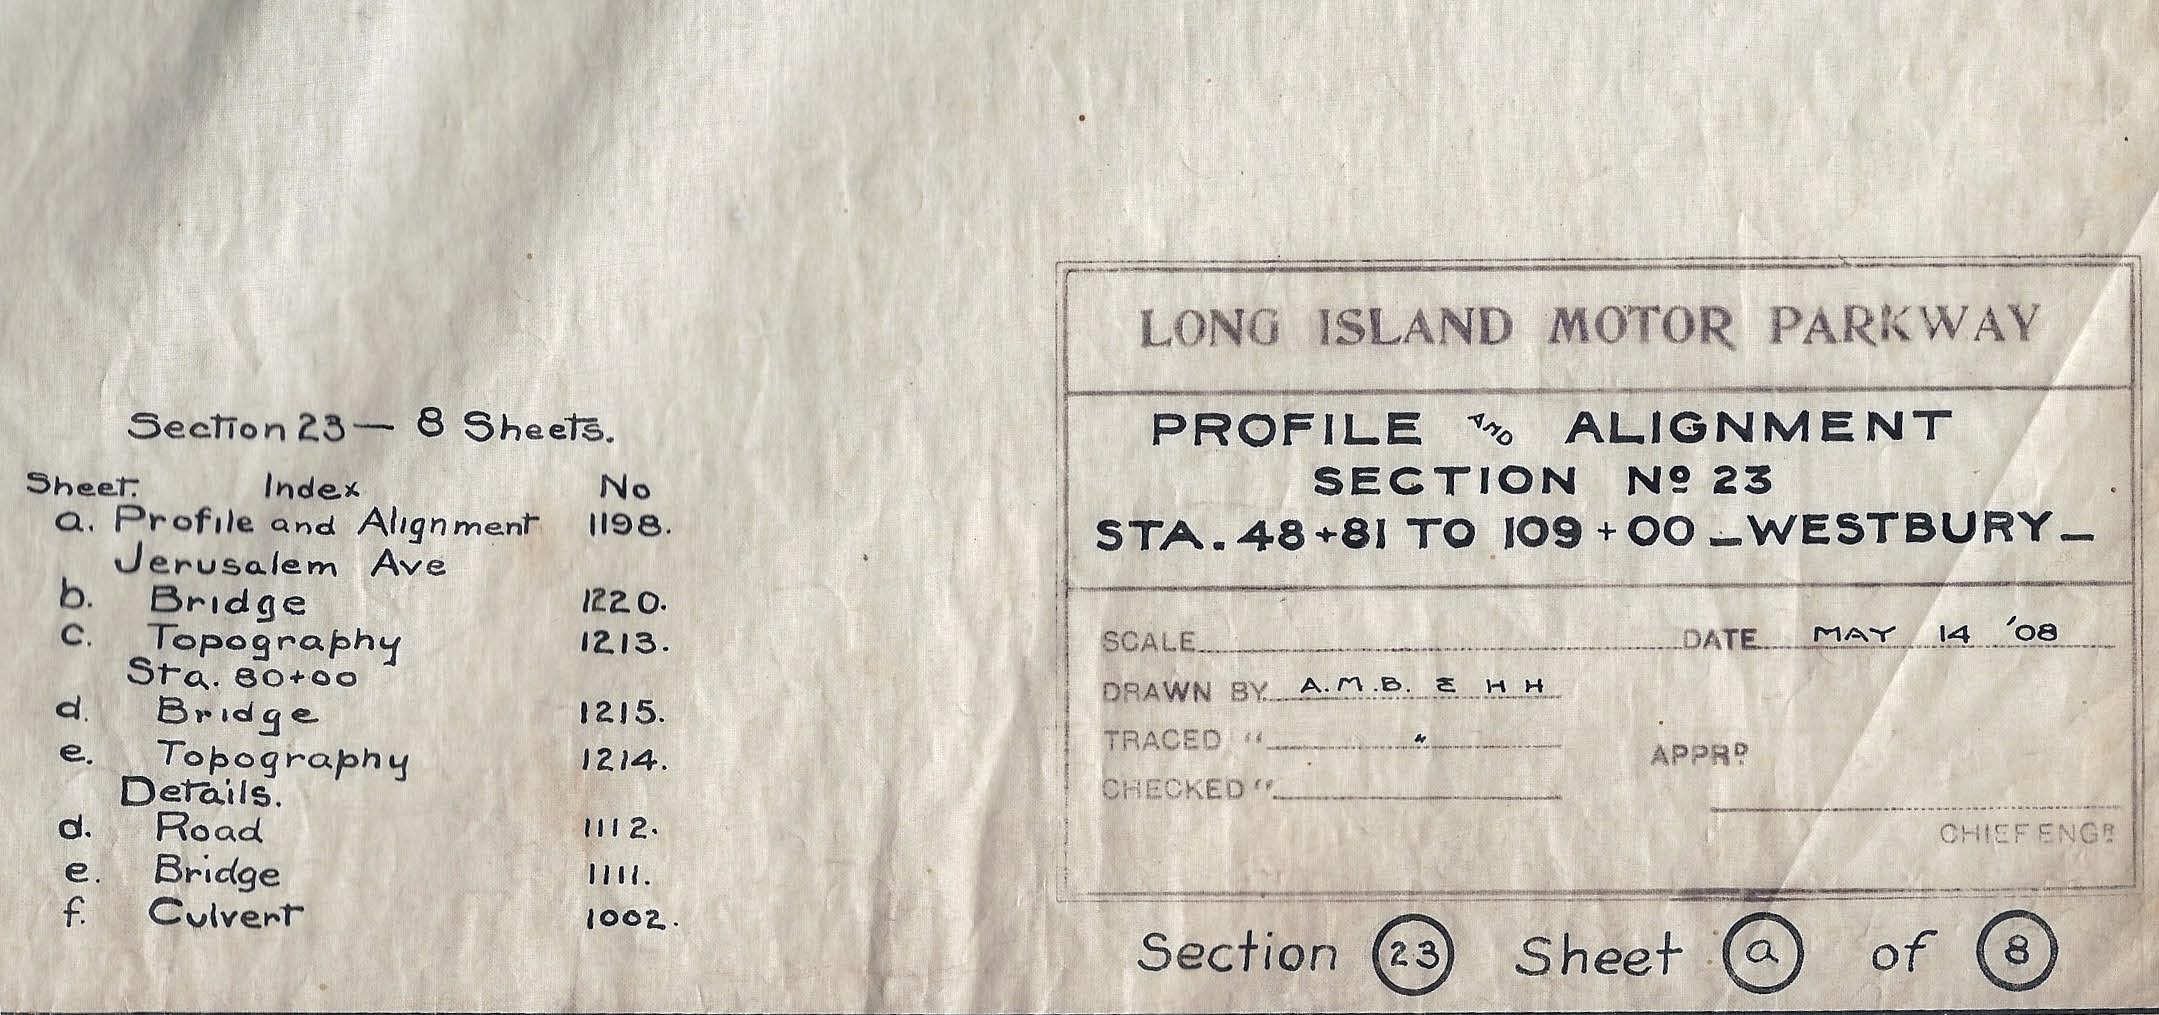 Section 23 — 8 Sheets.
Sheet. Index No
a. Profile and Alignment 1198.
Jerusalem Ave
b. Bridge 1220.
c. Topography 1213.
Sta. 80+00
d. Bridge 1215.
e. Topography 1214.
Details.
d. Road 1112.
e. Bridge 1111.
f. Culvert 1002.
LONG ISLAND MOTOR PARKWAY
PROFILE AND ALIGNMENT
SECTION Nº 23
STA. 48+81 TO 109+00 – WESTBURY –
SCALE DATE MAY 14 '08
DRAWN BY A.M.B. & H H
TRACED " "
APPRD
CHECKED "
CHIEF ENGR
Section 23 Sheet a of 8